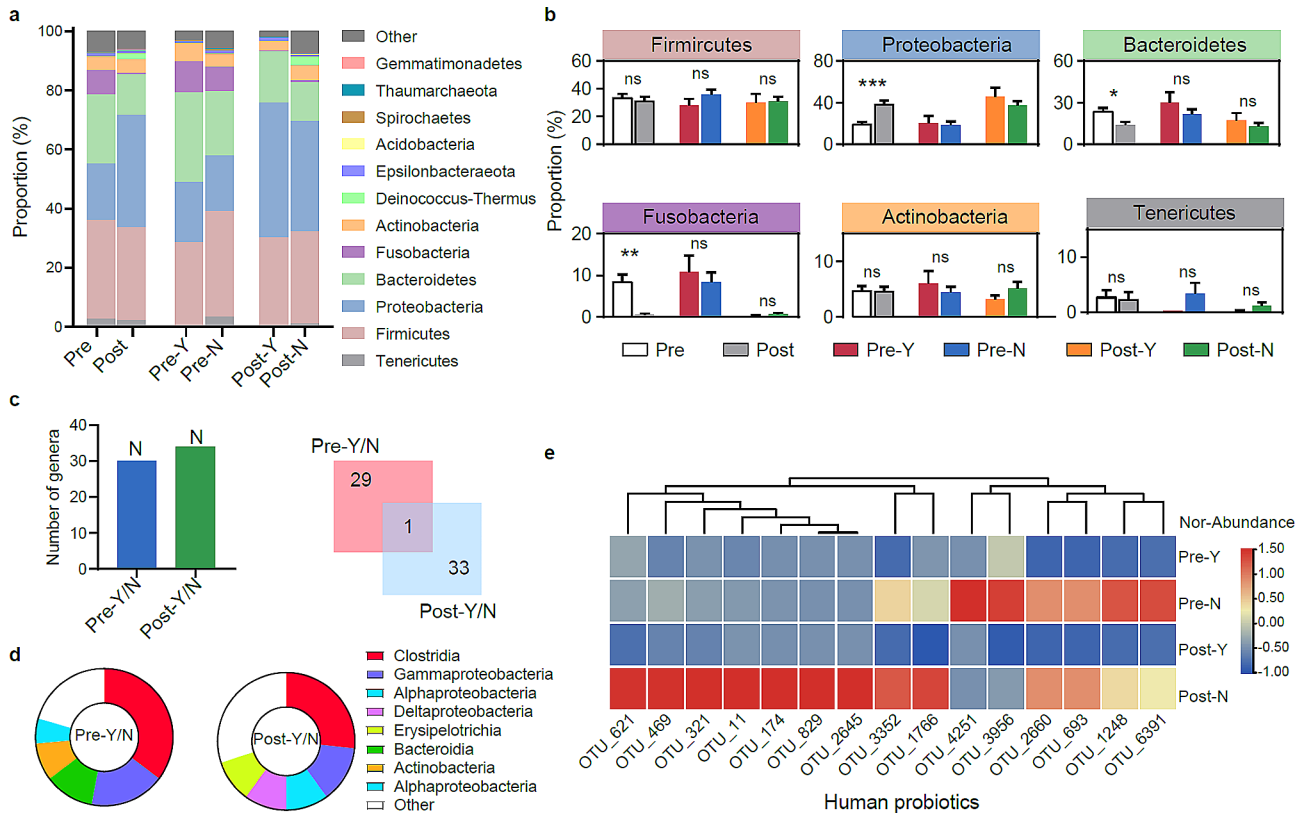 a
Proportion (%)
100
80
60
40
20
0
Pre
Post
Pre-Y
Pre-N
Post-Y
Post-N
Other
Gemmatimonadetes
Thaumarchaeota
Spirochaetes
Acidobacteria
Epsilonbacteraeota
Deinococcus-Thermus
Actinobacteria
Fusobacteria
Bacteroidetes
Proteobacteria
Firmicutes
Tenericutes
b
Proportion (%)
Firmircutes
60
40
20
0
ns
ns
ns
Proteobacteria
80
40
0
***
ns
ns
Bacteroidetes
60
30
0
*
ns
ns
Fusobacteria
20
10
0
**
ns
ns
Actinobacteria
10
0
ns
ns
ns
Tenericutes
10
0
ns
ns
ns
Pre
Post
Pre-Y
Pre-N
Post-Y
Post-N
c
Number of genera
40
30
20
10
0
N
N
Pre-Y/N
Post-Y/N
Pre-Y/N
29
1
33
Post-Y/N
d
Pre-Y/N
Post-Y/N
Clostridia
Gammaproteobacteria
Alphaproteobacteria
Deltaproteobacteria
Erysipelotrichia
Bacteroidia
Actinobacteria
Alphaproteobacteria
Other
e
Nor-Abundance
1.50
0.50
0.00
-0.50
-1.00
Pre-Y
Pre-N
Post-Y
Post-N
OTU_621
OTU_469
OTU_321
OTU_11
OTU_174
OTU_829
OTU_2645
OTU_3352
OTU_1766
OTU_4251
OTU_3956
OTU_2660
OTU_693
OTU_1248
OTU_6391
Human probiotics